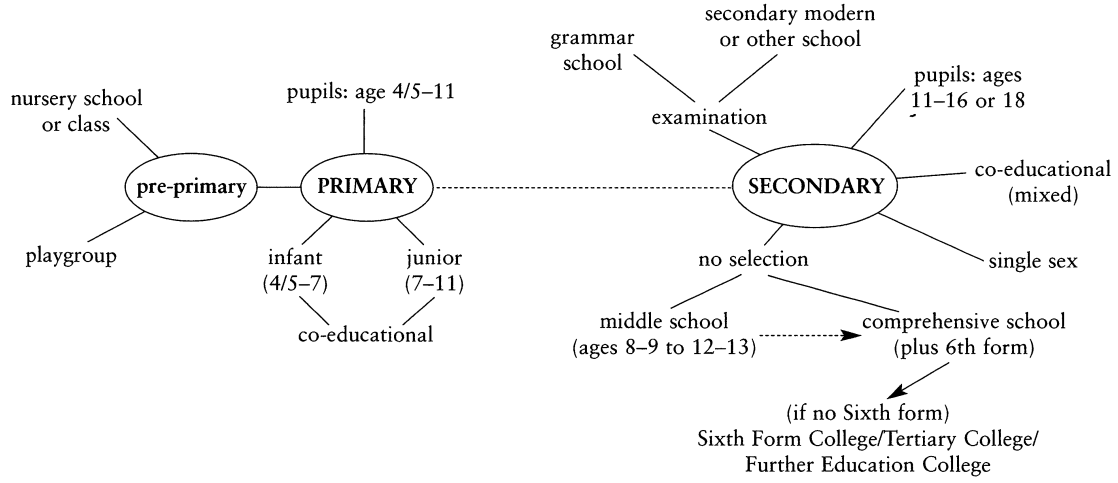 nursery school
or class
pre-primary
playgroup
pupils: age 4/5–11
PRIMARY
infant
(4/5–7)
junior
(7–11)
co-educational
grammar
school
secondary modern
or other school
examination
pupils: ages
11–16 or 18
SECONDARY
co-educational
(mixed)
single sex
no selection
middle school
(ages 8–9 to 12–13)
comprehensive school
(plus 6th form)
(if no Sixth form)
Sixth Form College/Tertiary College/
Further Education College